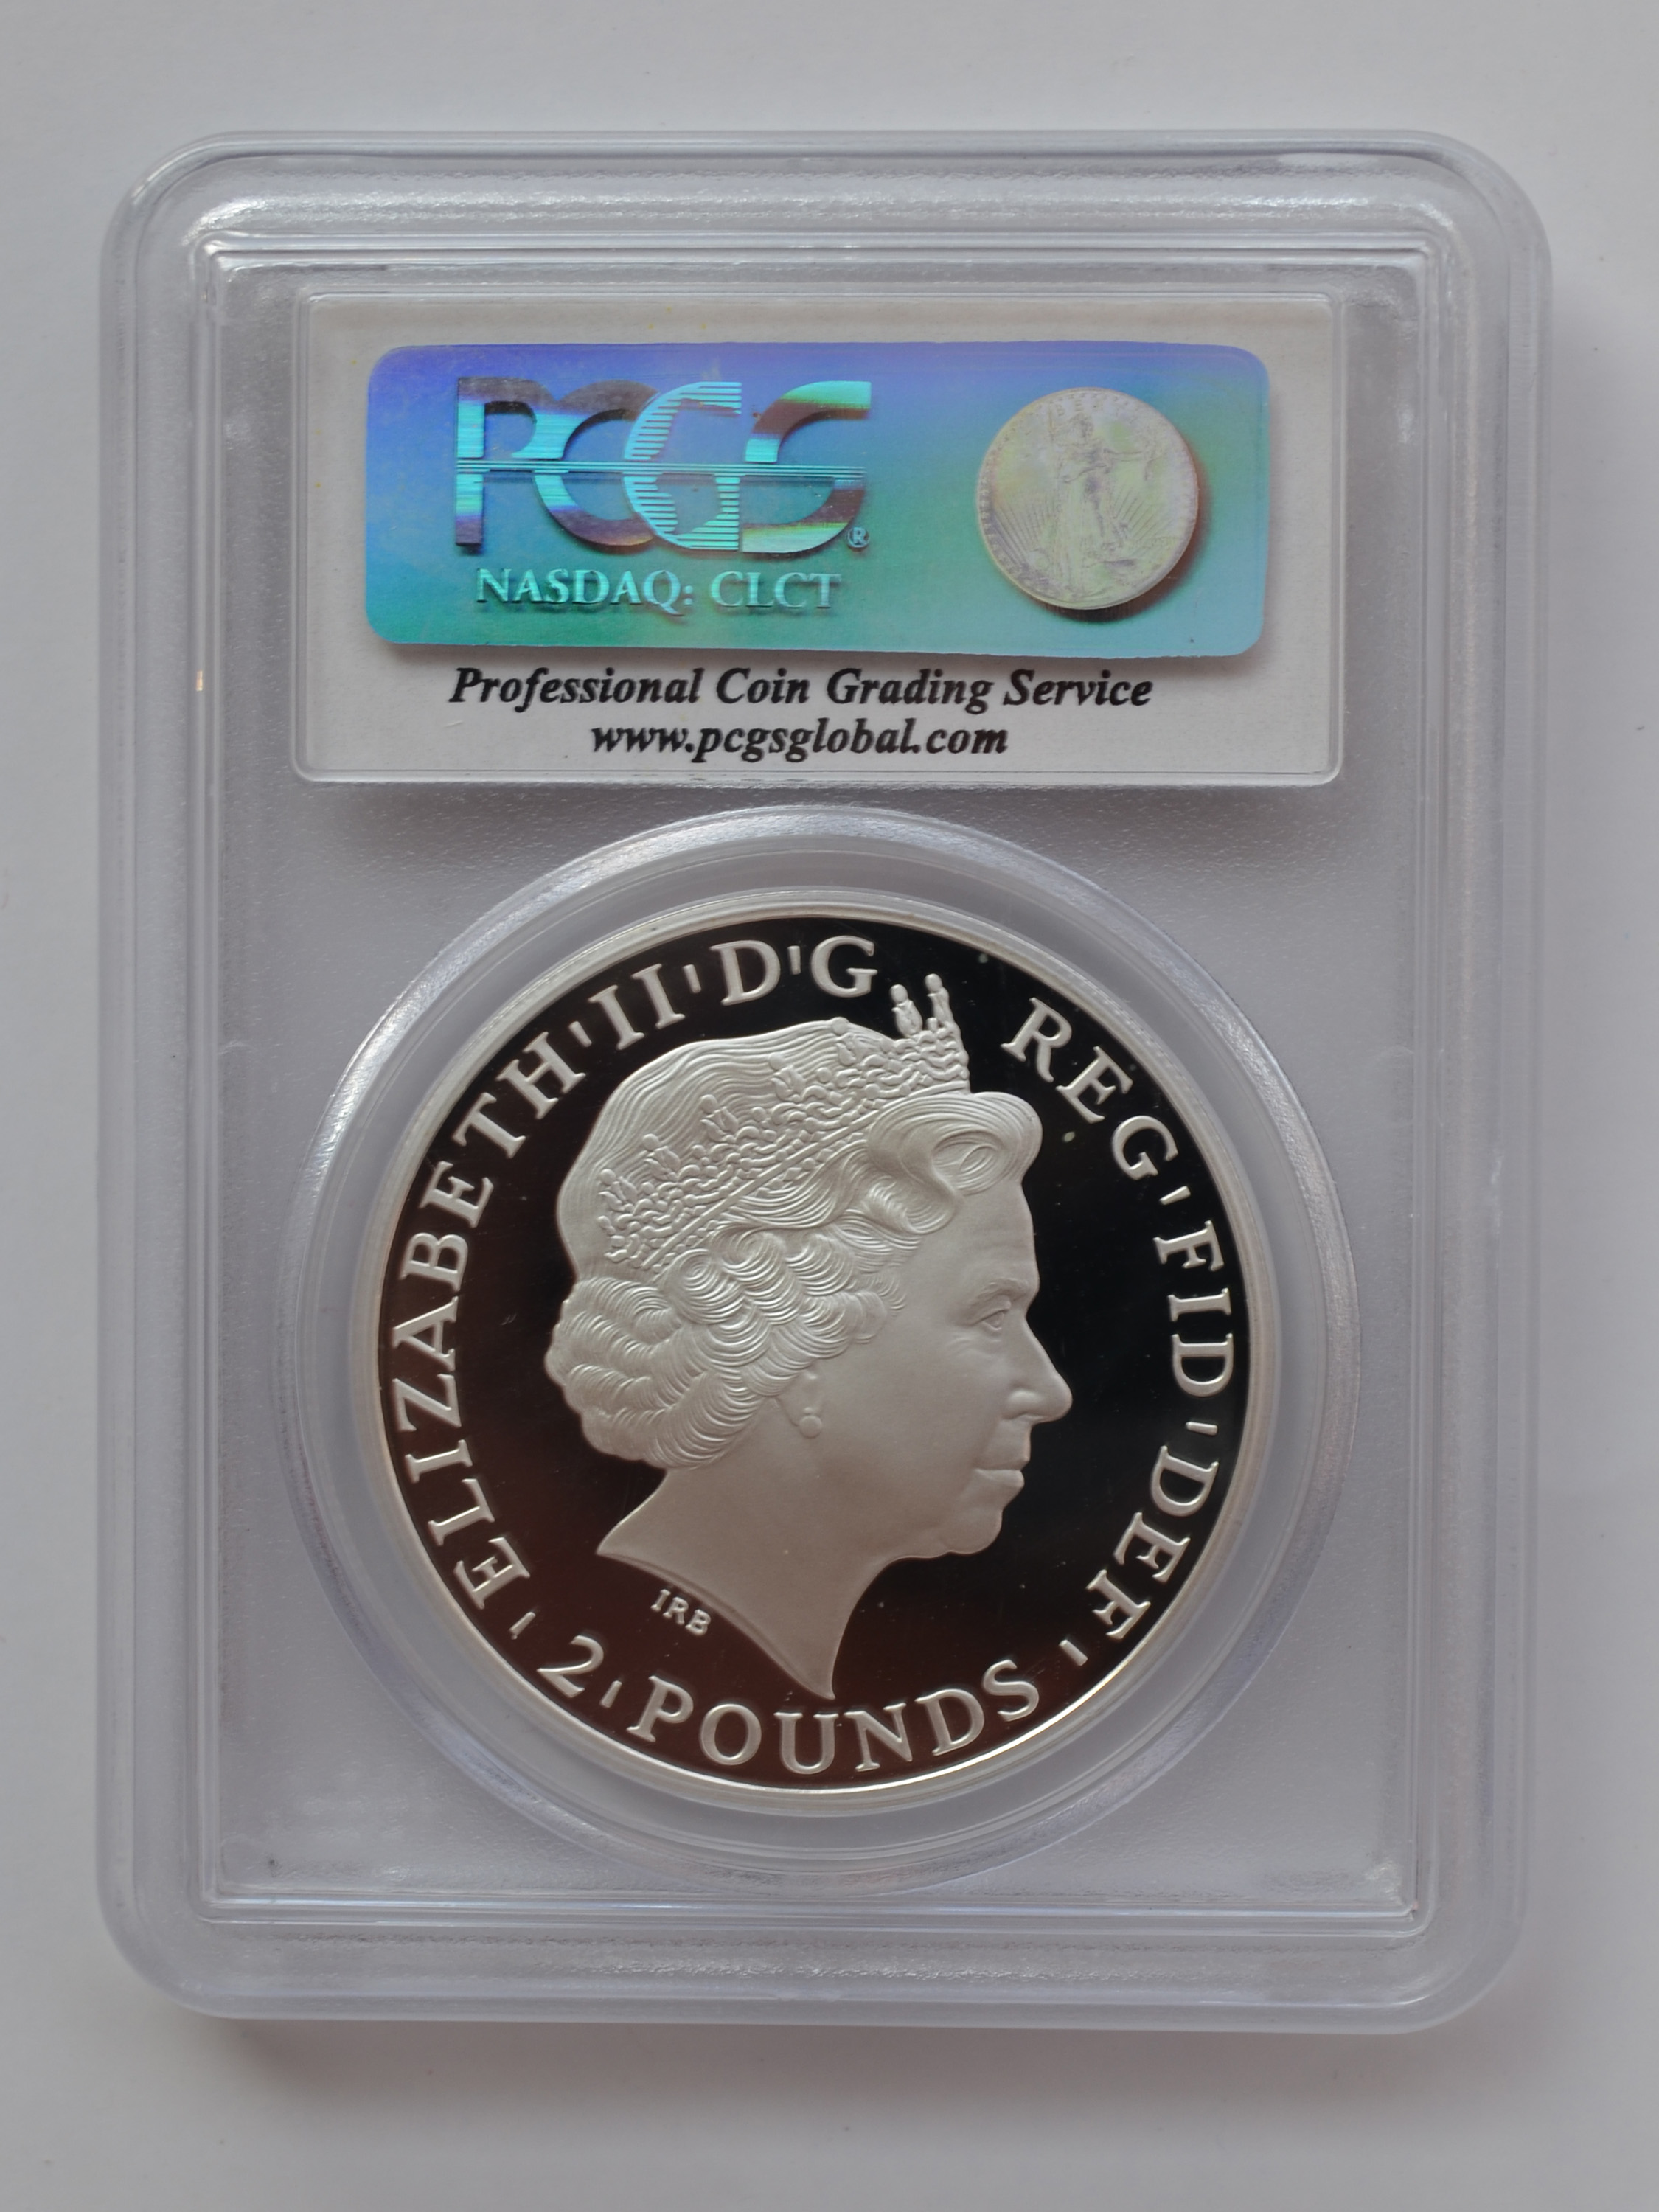 PCGS®
NASDAQ: CLCT
Professional Coin Grading Service
www.pcgsglobal.com
ELIZABETH·II·D·G REG·FID·DEF·
2·POUNDS·
IRB